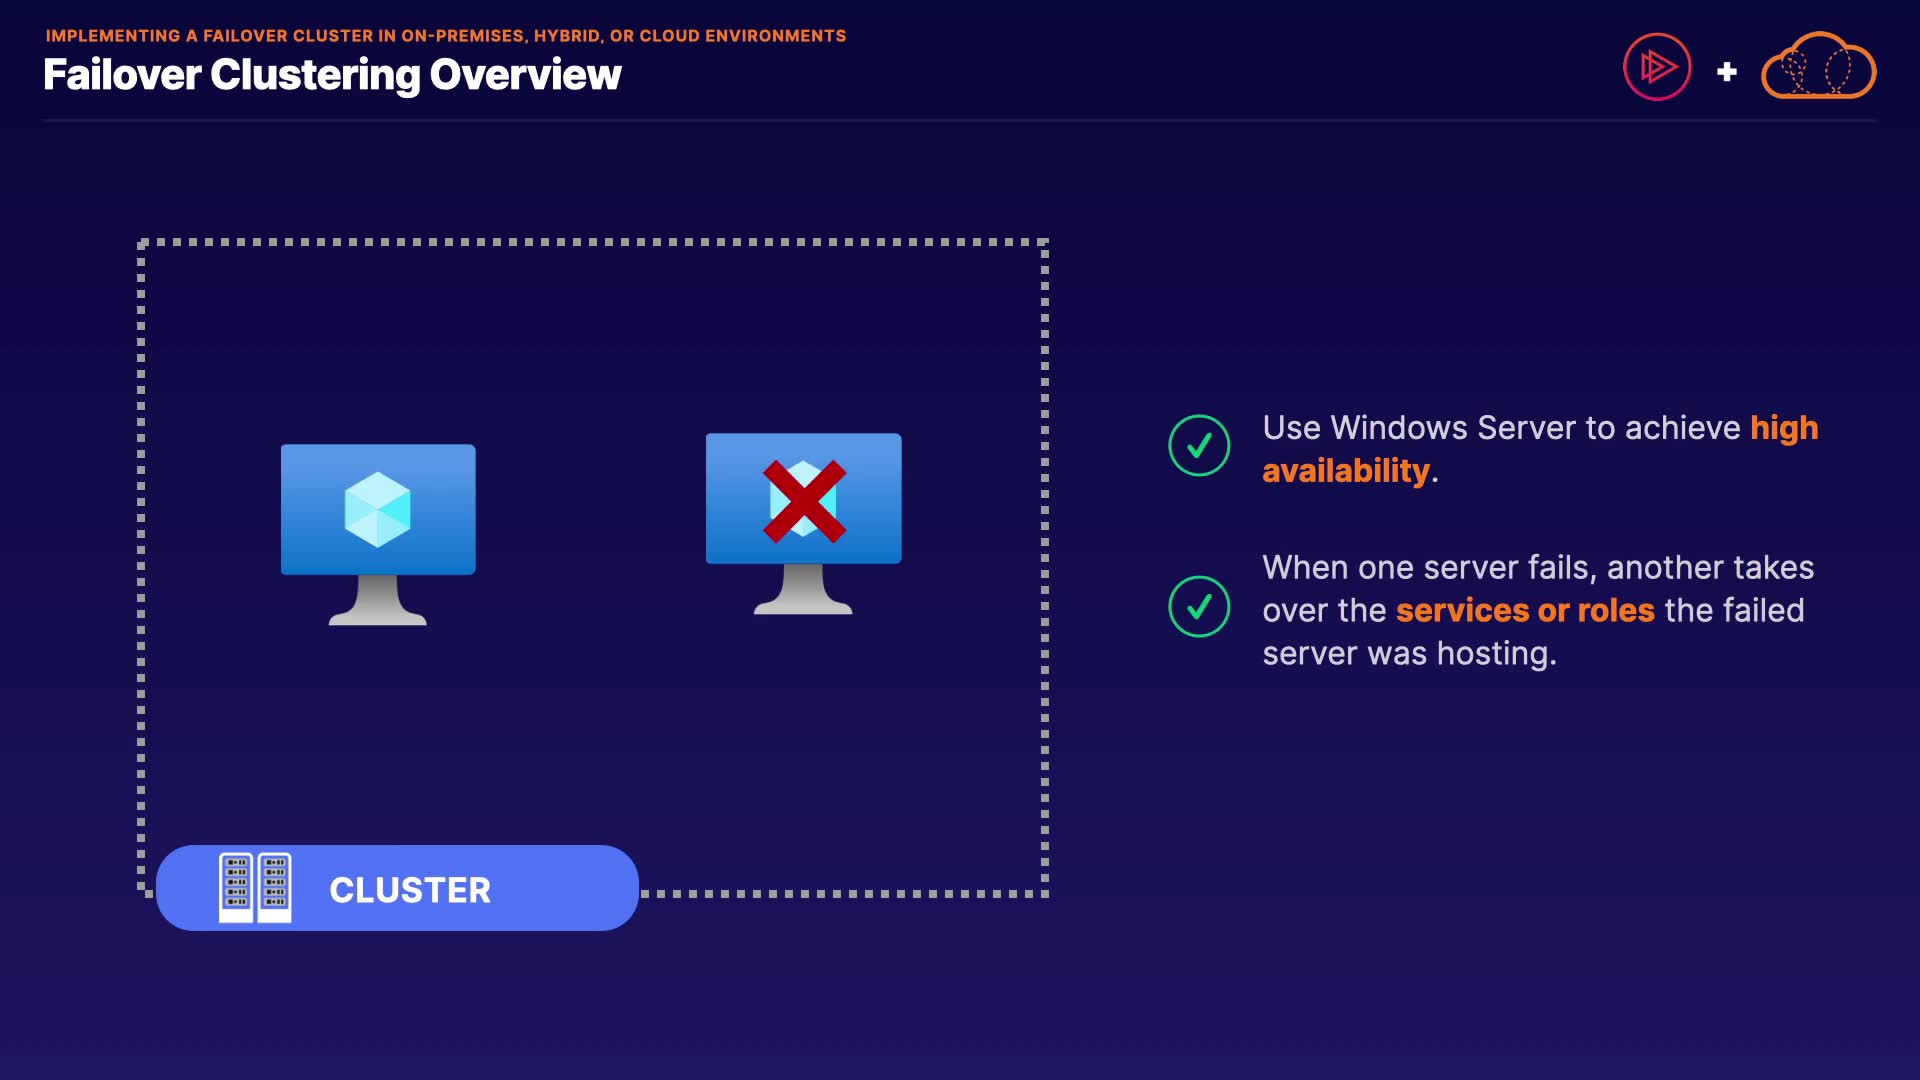 IMPLEMENTING A FAILOVER CLUSTER IN ON-PREMISES, HYBRID, OR CLOUD ENVIRONMENTS
Failover Clustering Overview
Use Windows Server to achieve high
availability.
When one server fails, another takes
over the services or roles the failed
server was hosting.
CLUSTER